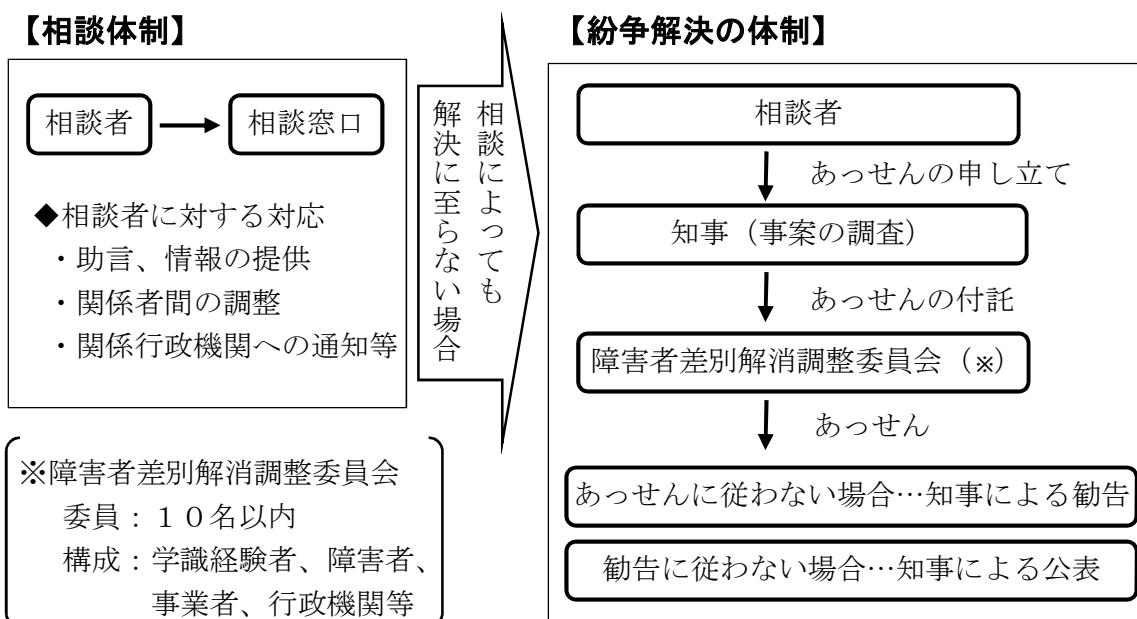 【相談体制】
相談者
相談窓口
◆相談者に対する対応
・助言、情報の提供
・関係者間の調整
・関係行政機関への通知等
相談によっても
解決に至らない場合
※障害者差別解消調整委員会
委員：１０名以内
構成：学識経験者、障害者、
事業者、行政機関等
【紛争解決の体制】
相談者
あっせんの申し立て
知事（事案の調査）
あっせんの付託
障害者差別解消調整委員会（※）
あっせん
あっせんに従わない場合…知事による勧告
勧告に従わない場合…知事による公表